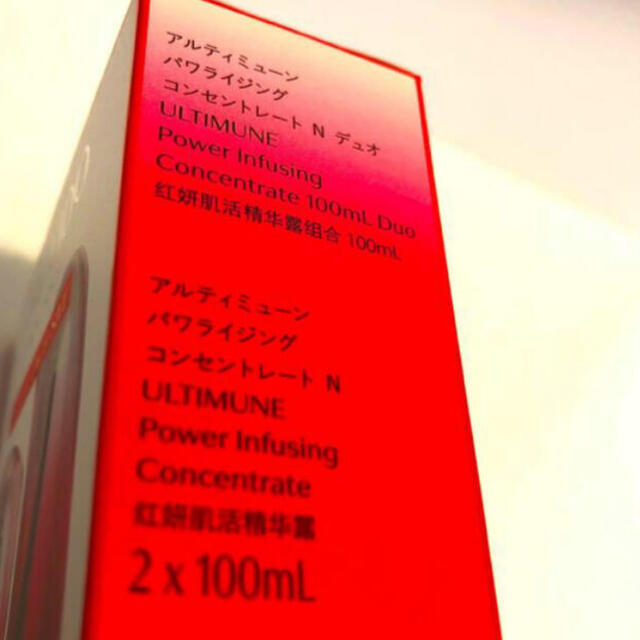 アルティミューン
パワライジング
コンセントレート N デュオ
ULTIMUNE
Power Infusing
Concentrate 100mL Duo
红妍肌活精华露组合 100mL
アルティミューン
パワライジング
コンセントレート N
ULTIMUNE
Power Infusing
Concentrate
红妍肌活精华露
2 x 100mL